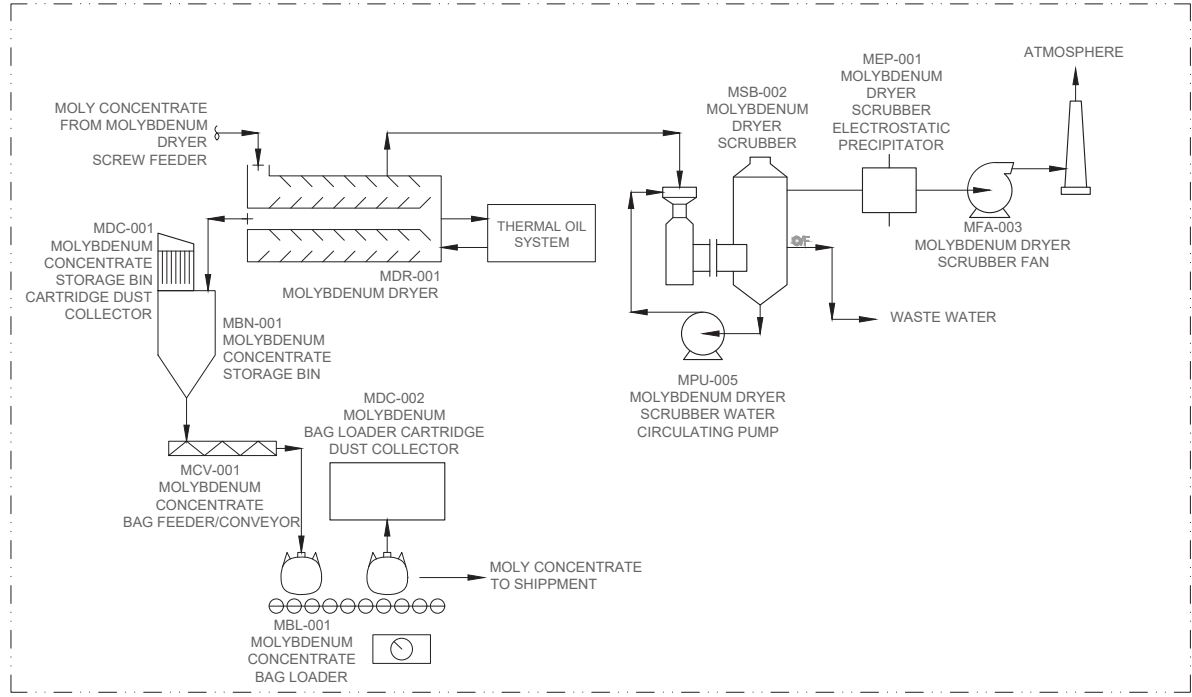 ATMOSPHERE
MEP-001
MOLYBDENUM
DRYER
SCRUBBER
ELECTROSTATIC
PRECIPITATOR
MSB-002
MOLYBDENUM
DRYER
SCRUBBER
MOLY CONCENTRATE
FROM MOLYBDENUM
DRYER
SCREW FEEDER
THERMAL OIL
SYSTEM
MDC-001
MOLYBDENUM
CONCENTRATE
STORAGE BIN
CARTRIDGE DUST
COLLECTOR
MFA-003
MOLYBDENUM DRYER
SCRUBBER FAN
O/F
MDR-001
MOLYBDENUM DRYER
WASTE WATER
MBN-001
MOLYBDENUM
CONCENTRATE
STORAGE BIN
MPU-005
MOLYBDENUM DRYER
SCRUBBER WATER
CIRCULATING PUMP
MDC-002
MOLYBDENUM
BAG LOADER CARTRIDGE
DUST COLLECTOR
MCV-001
MOLYBDENUM
CONCENTRATE
BAG FEEDER/CONVEYOR
MOLY CONCENTRATE
TO SHIPPMENT
MBL-001
MOLYBDENUM
CONCENTRATE
BAG LOADER